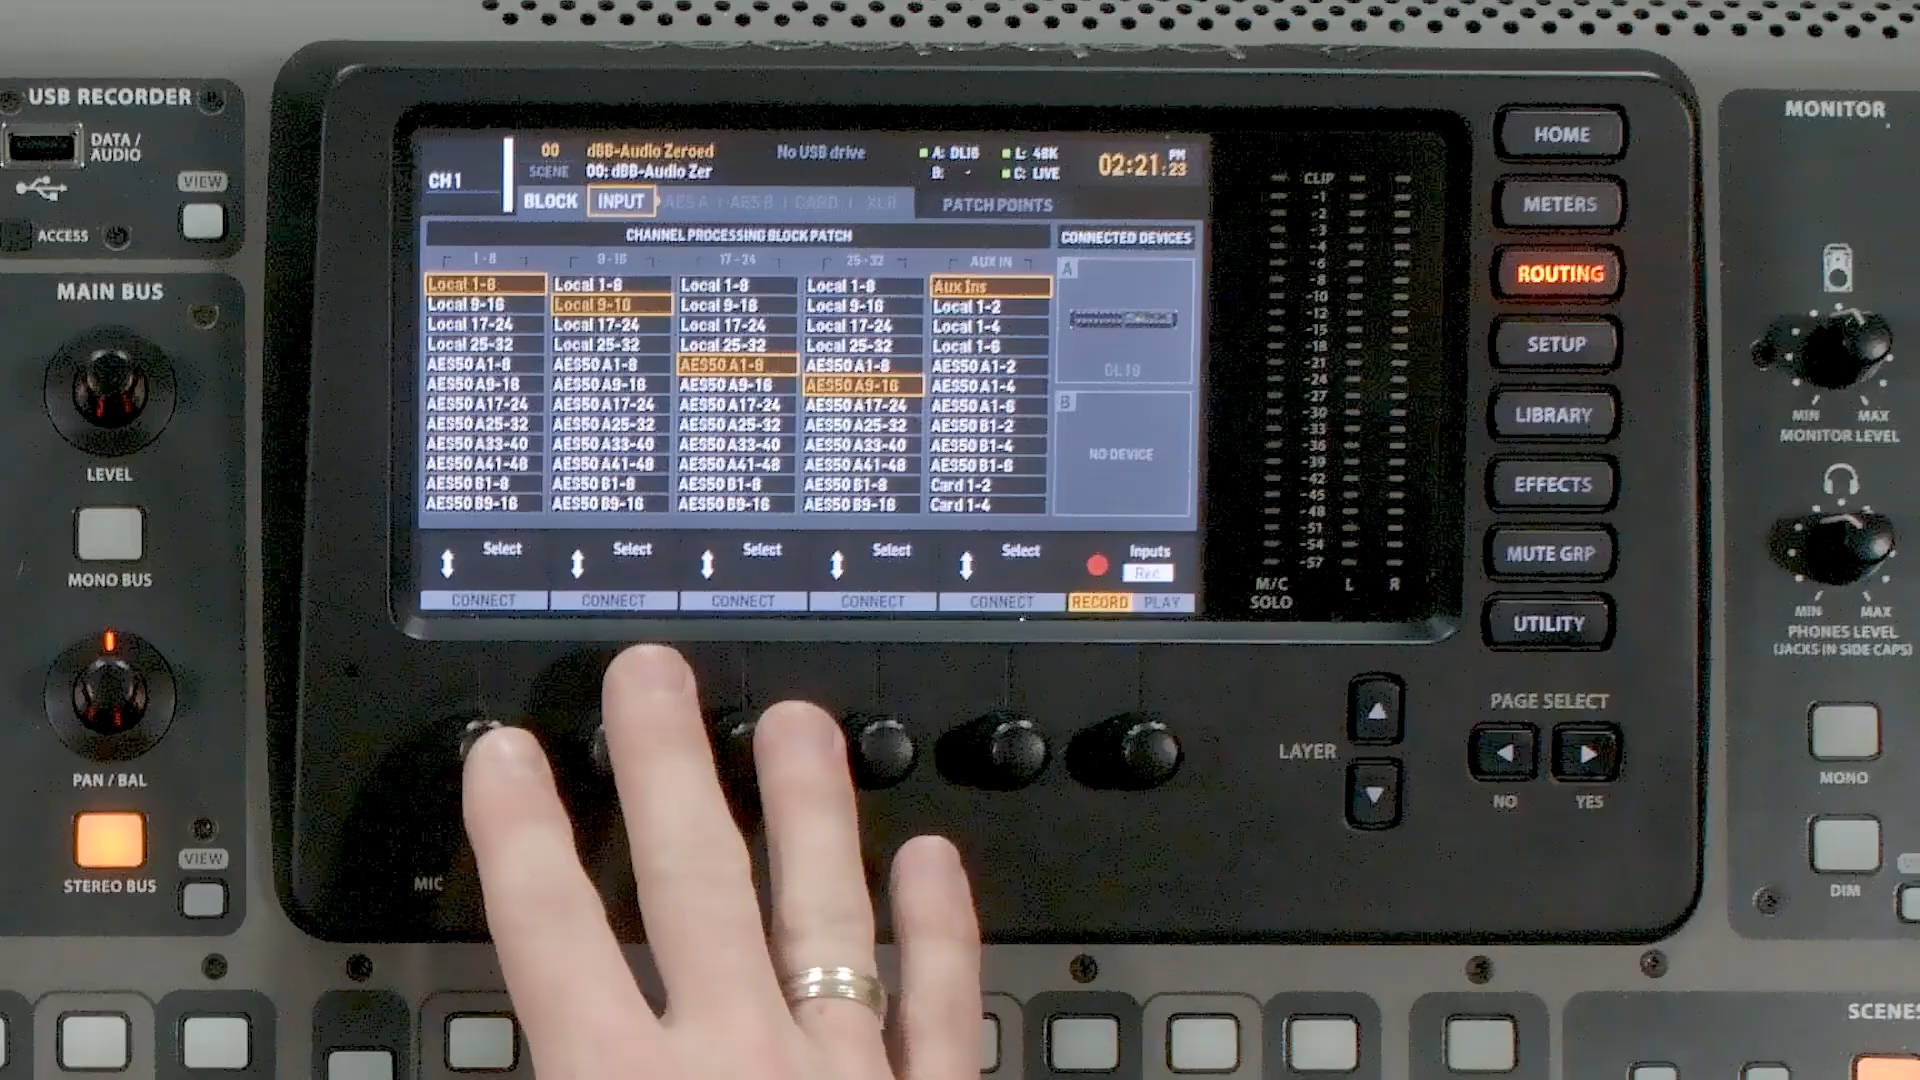 USB RECORDER
DATA /
AUDIO
VIEW
ACCESS
MAIN BUS
LEVEL
MONO BUS
PAN / BAL
STEREO BUS
VIEW
CH1
00
SCENE
dBB-Audio Zeroed
00: dBB-Audio Zer
No USB drive
A: DL16 L: 48K
B: - C: LIVE
02:21:23 PM
BLOCK INPUT AES A AES B CARD XLR PATCH POINTS
CHANNEL PROCESSING BLOCK PATCH CONNECTED DEVICES
1-8 9-16 17-24 25-32 AUX IN
Local 1-8 Local 1-8 Local 1-8 Local 1-8 Aux Ins
Local 9-16 Local 9-16 Local 9-16 Local 9-16 Local 1-2
Local 17-24 Local 17-24 Local 17-24 Local 17-24 Local 1-4
Local 25-32 Local 25-32 Local 25-32 Local 25-32 Local 1-6
AES50 A1-8 AES50 A1-8 AES50 A1-8 AES50 A1-8 AES50 A1-2
AES50 A9-16 AES50 A9-16 AES50 A9-16 AES50 A9-16 AES50 A1-4
AES50 A17-24 AES50 A17-24 AES50 A17-24 AES50 A17-24 AES50 A1-6
AES50 A25-32 AES50 A25-32 AES50 A25-32 AES50 A25-32 AES50 B1-2
AES50 A33-40 AES50 A33-40 AES50 A33-40 AES50 A33-40 AES50 B1-4
AES50 A41-48 AES50 A41-48 AES50 A41-48 AES50 A41-48 AES50 B1-6
AES50 B1-8 AES50 B1-8 AES50 B1-8 AES50 B1-8 Card 1-2
AES50 B9-16 AES50 B9-16 AES50 B9-16 AES50 B9-16 Card 1-4
A
DL16
B
NO DEVICE
Select Select Select Select Select Inputs
Rec
CONNECT CONNECT CONNECT CONNECT CONNECT RECORD PLAY
CLIP
-1
-2
-3
-4
-6
-8
-10
-12
-15
-18
-21
-24
-27
-30
-33
-36
-39
-42
-45
-48
-51
-54
-57
M/C
SOLO
L R
HOME
METERS
ROUTING
SETUP
LIBRARY
EFFECTS
MUTE GRP
UTILITY
LAYER
PAGE SELECT
NO YES
MIC
MONITOR
MIN MAX
MONITOR LEVEL
MIN MAX
PHONES LEVEL
(JACKS IN SIDE CAPS)
MONO
DIM
SCENES